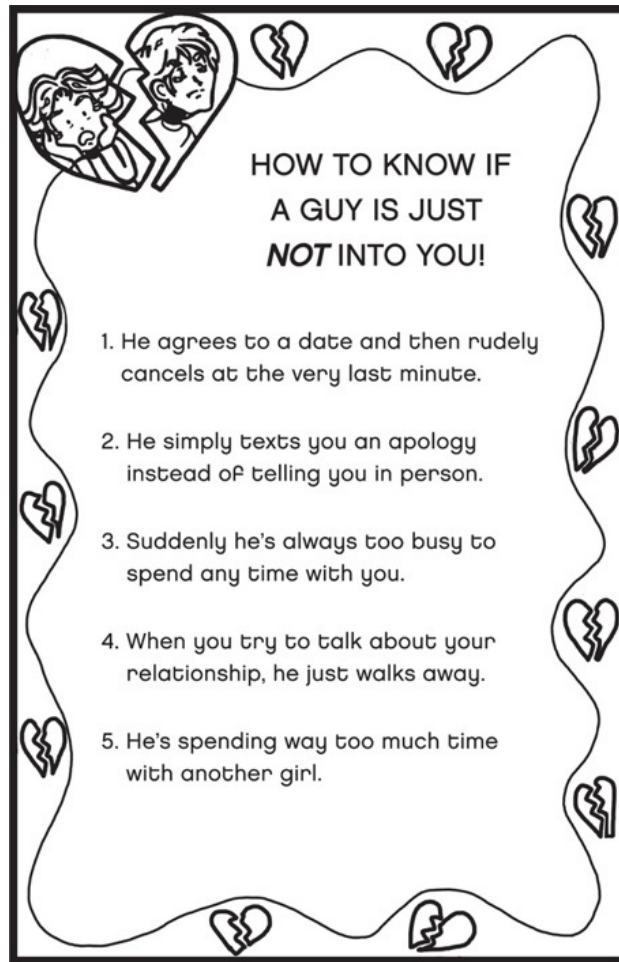 HOW TO KNOW IF
A GUY IS JUST
NOT INTO YOU!
1. He agrees to a date and then rudely
cancels at the very last minute.
2. He simply texts you an apology
instead of telling you in person.
3. Suddenly he's always too busy to
spend any time with you.
4. When you try to talk about your
relationship, he just walks away.
5. He's spending way too much time
with another girl.